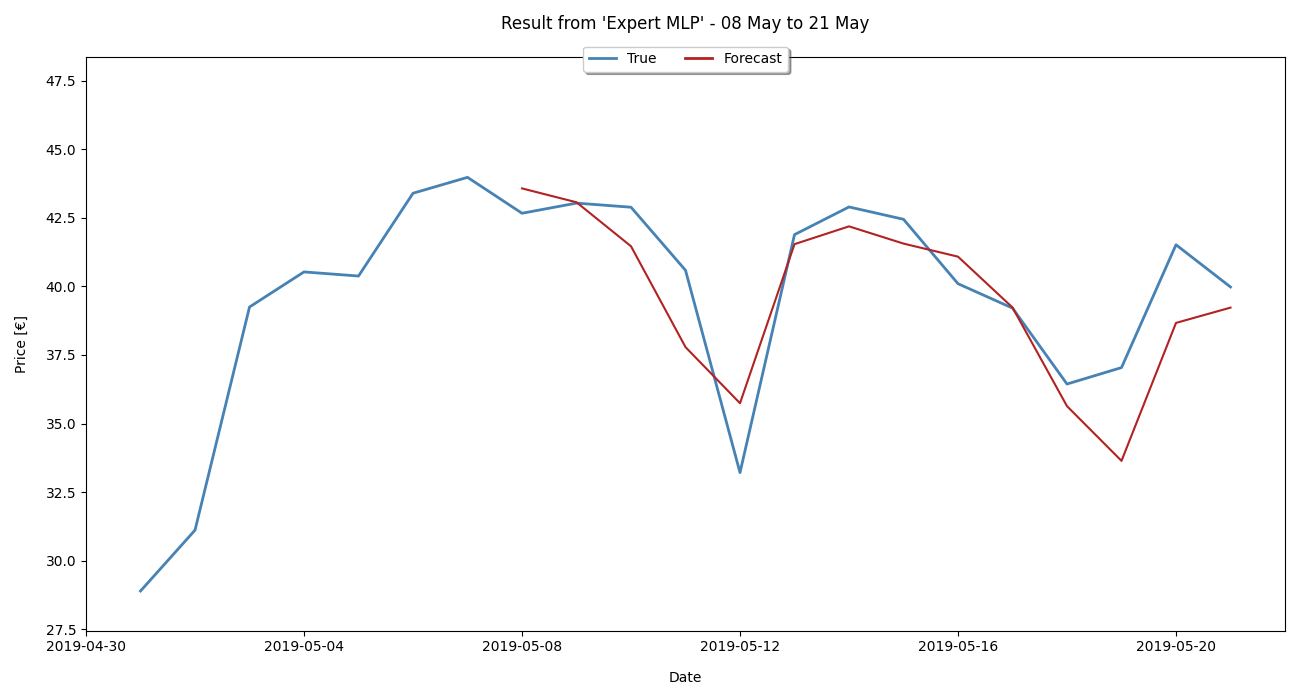 Result from 'Expert MLP' - 08 May to 21 May
True Forecast
47.5
45.0
42.5
40.0
37.5
35.0
32.5
30.0
27.5
Price [€]
2019-04-30 2019-05-04 2019-05-08 2019-05-12 2019-05-16 2019-05-20
Date